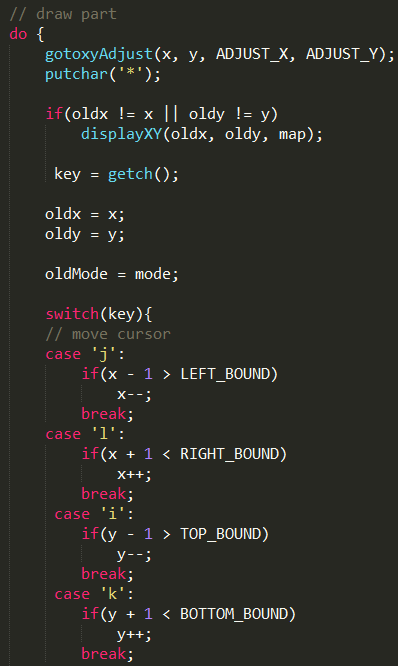 // draw part
do {
    gotoxyAdjust(x, y, ADJUST_X, ADJUST_Y);
    putchar('*');

    if(oldx != x || oldy != y)
        displayXY(oldx, oldy, map);

     key = getch();

    oldx = x;
    oldy = y;

    oldMode = mode;

    switch(key){
    // move cursor
    case 'j':
        if(x - 1 > LEFT_BOUND)
            x--;
        break;
    case 'l':
        if(x + 1 < RIGHT_BOUND)
            x++;
        break;
     case 'i':
        if(y - 1 > TOP_BOUND)
            y--;
        break;
     case 'k':
        if(y + 1 < BOTTOM_BOUND)
            y++;
        break;